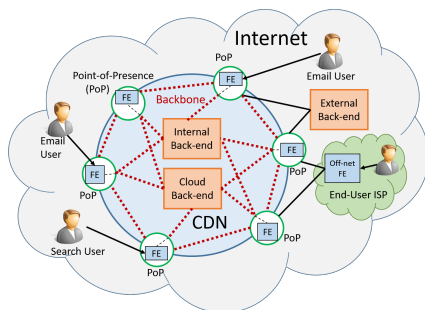 Internet
PoP
FE
Email User
Point-of-Presence
(PoP)
FE
Backbone
External
Back-end
Email
User
Internal
Back-end
FE
PoP
Off-net
FE
End-User ISP
FE
PoP
Cloud
Back-end
CDN
FE
PoP
Search User
FE
PoP